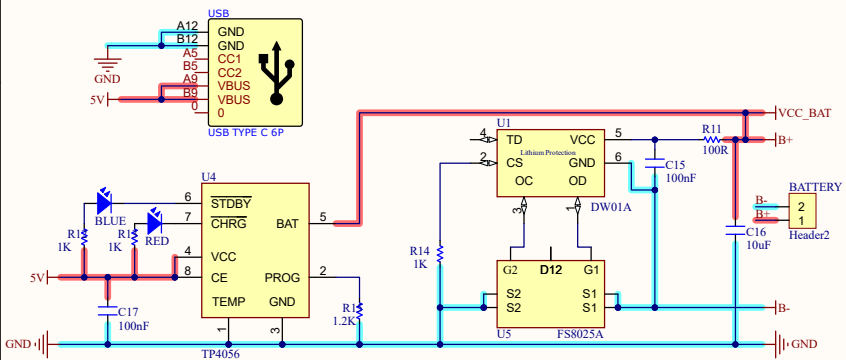 USB
A12 GND
B12 GND
A5 CC1
B5 CC2
A9 VBUS
B9 VBUS
0 0
GND
5V
USB TYPE C 6P
VCC_BAT
U1
4 TD VCC 5
R11
100R
B+
Lithium Protection
2 CS GND 6
C15
100nF
OC OD
DW01A
3 1
U4
6 STDBY
BLUE
7 CHRG
RED
BAT 5
R1
1K
R1
1K
4 VCC
8 CE
PROG 2
5V
TEMP GND
C17
100nF
R1
1.2K
1 3
TP4056
R14
1K
G2 D12 G1
S2 S1
S2 S1
U5 FS8025A
BATTERY
B- 2
B+ 1
Header2
C16
10uF
B-
GND
GND